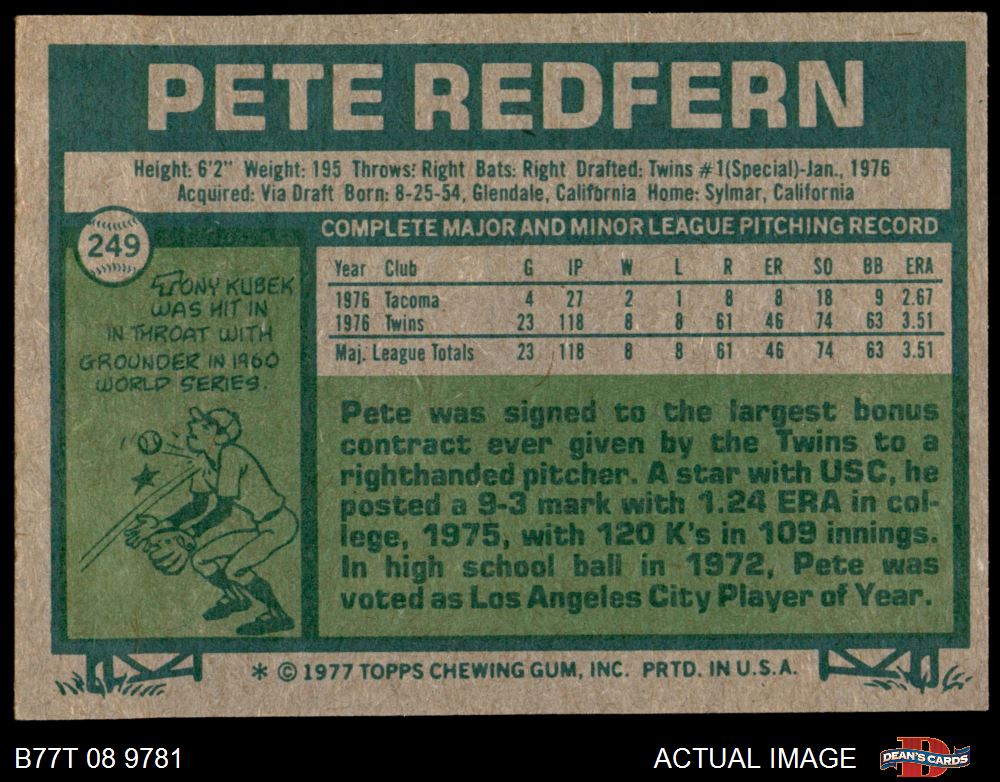 PETE REDFERN
Height: 6'2" Weight: 195 Throws: Right Bats: Right Drafted: Twins #1(Special)-Jan., 1976
Acquired: Via Draft Born: 8-25-54, Glendale, California Home: Sylmar, California
249
TONY KUBEK
WAS HIT IN
IN THROAT WITH
GROUNDER IN 1960
WORLD SERIES.
COMPLETE MAJOR AND MINOR LEAGUE PITCHING RECORD
Year Club G IP W L R ER SO BB ERA
1976 Tacoma 4 27 2 1 8 8 18 9 2.67
1976 Twins 23 118 8 8 61 46 74 63 3.51
Maj. League Totals 23 118 8 8 61 46 74 63 3.51
Pete was signed to the largest bonus
contract ever given by the Twins to a
righthanded pitcher. A star with USC, he
posted a 9-3 mark with 1.24 ERA in col-
lege, 1975, with 120 K's in 109 innings.
In high school ball in 1972, Pete was
voted as Los Angeles City Player of Year.
* © 1977 TOPPS CHEWING GUM, INC. PRTD. IN U.S.A.
B77T 08 9781
ACTUAL IMAGE
D
DEAN'S CARDS